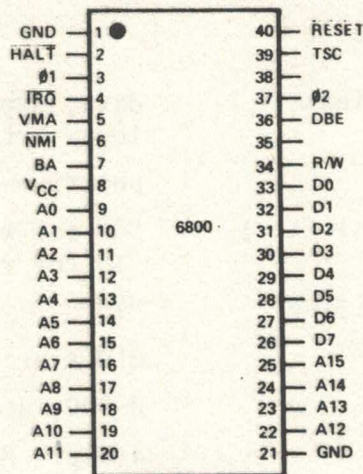 GND 1 40 RESET
HALT 2 39 TSC
ø1 3 38
IRQ 4 37 ø2
VMA 5 36 DBE
NMI 6 35
BA 7 34 R/W
VCC 8 33 D0
A0 9 32 D1
A1 10 6800 31 D2
A2 11 30 D3
A3 12 29 D4
A4 13 28 D5
A5 14 27 D6
A6 15 26 D7
A7 16 25 A15
A8 17 24 A14
A9 18 23 A13
A10 19 22 A12
A11 20 21 GND